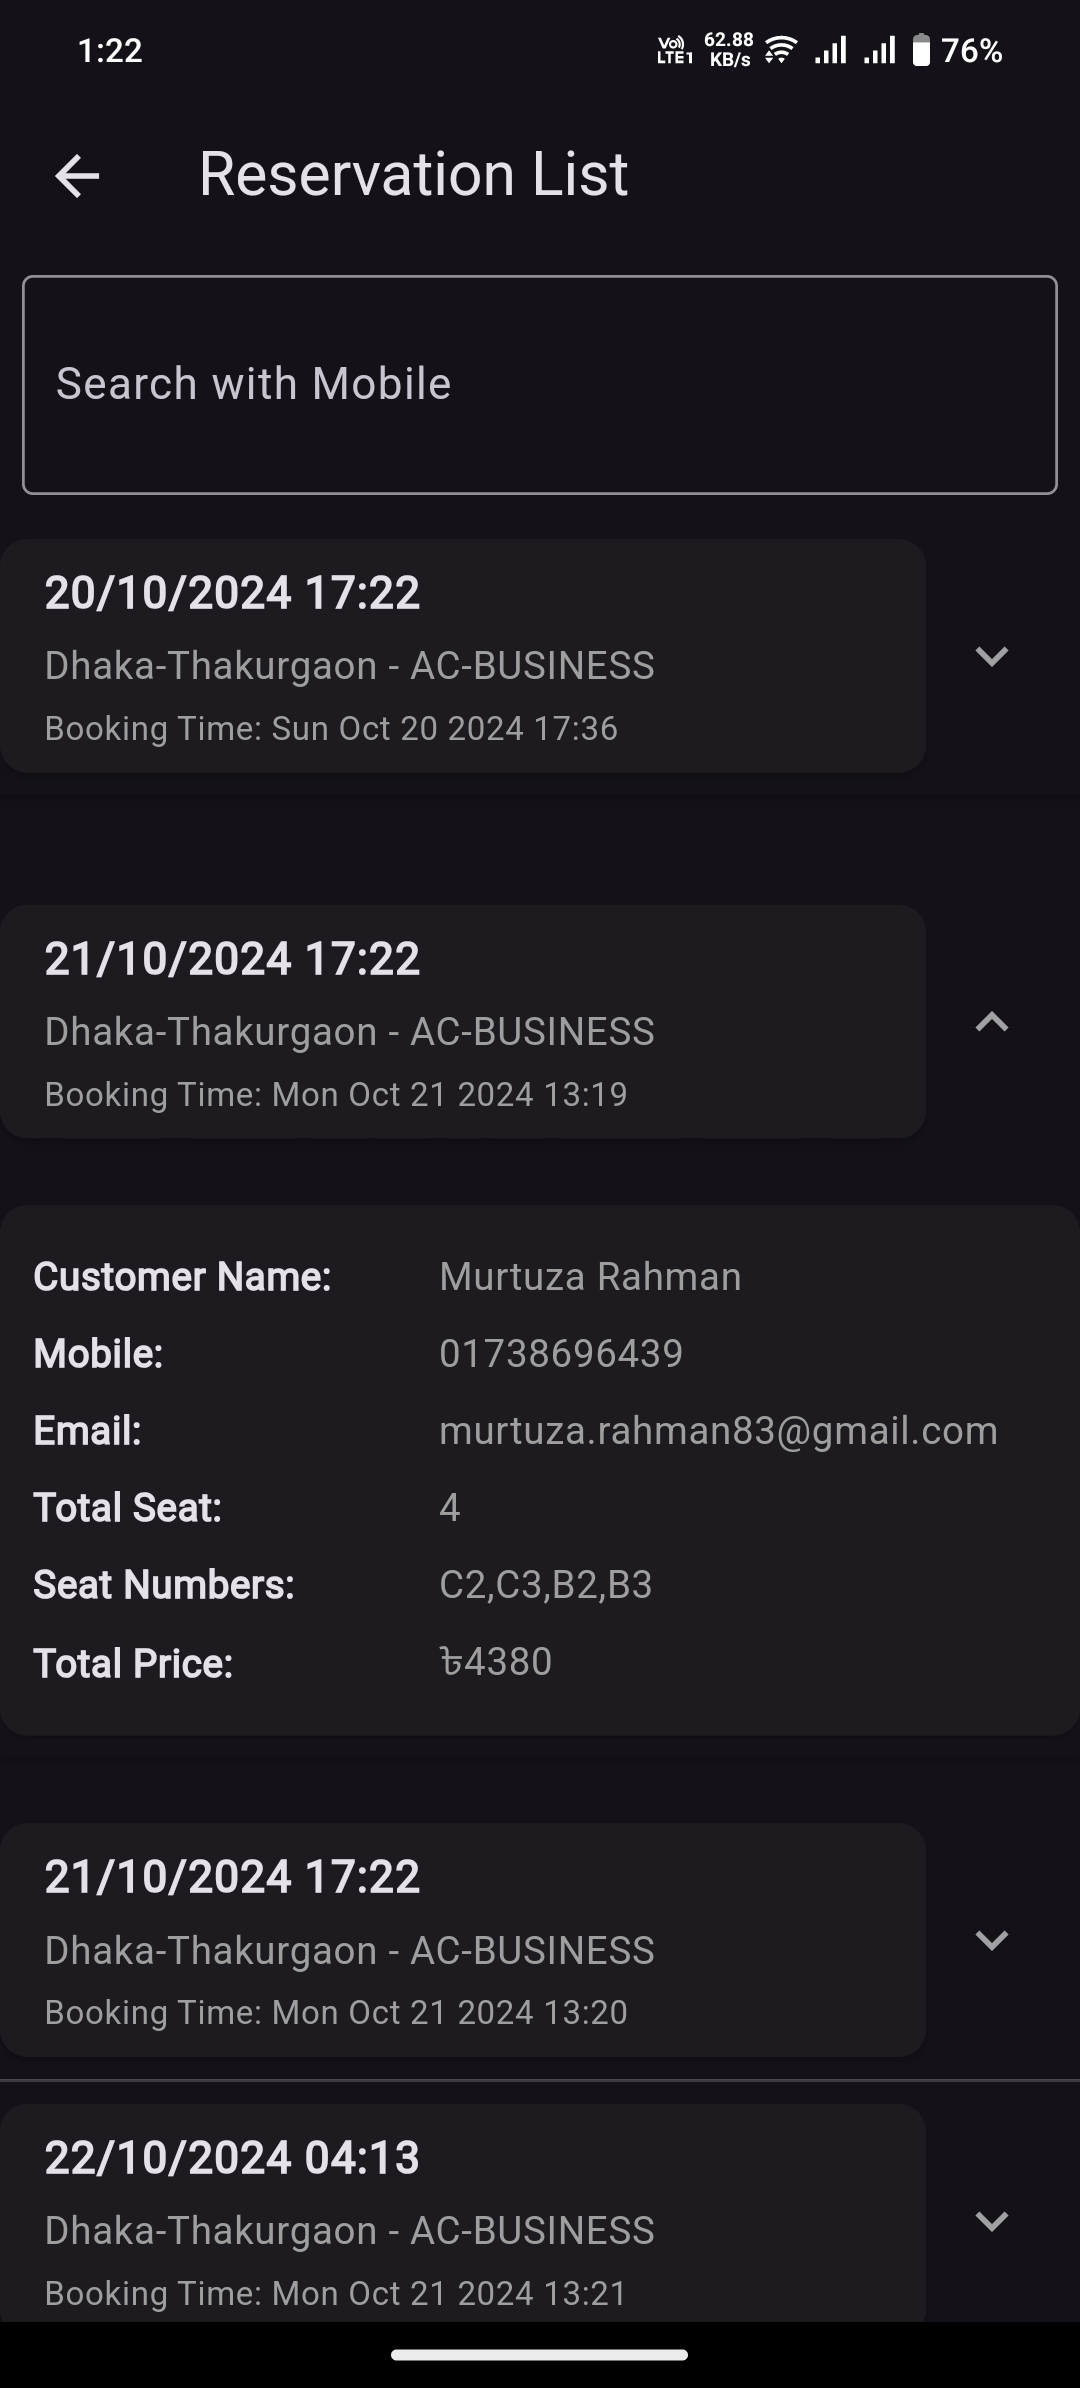 1:22
Vo)) LTE1 62.88 KB/s 76%
Reservation List
Search with Mobile
20/10/2024 17:22
Dhaka-Thakurgaon - AC-BUSINESS
Booking Time: Sun Oct 20 2024 17:36
21/10/2024 17:22
Dhaka-Thakurgaon - AC-BUSINESS
Booking Time: Mon Oct 21 2024 13:19
Customer Name: Murtuza Rahman
Mobile: 01738696439
Email: murtuza.rahman83@gmail.com
Total Seat: 4
Seat Numbers: C2,C3,B2,B3
Total Price: ৳4380
21/10/2024 17:22
Dhaka-Thakurgaon - AC-BUSINESS
Booking Time: Mon Oct 21 2024 13:20
22/10/2024 04:13
Dhaka-Thakurgaon - AC-BUSINESS
Booking Time: Mon Oct 21 2024 13:21